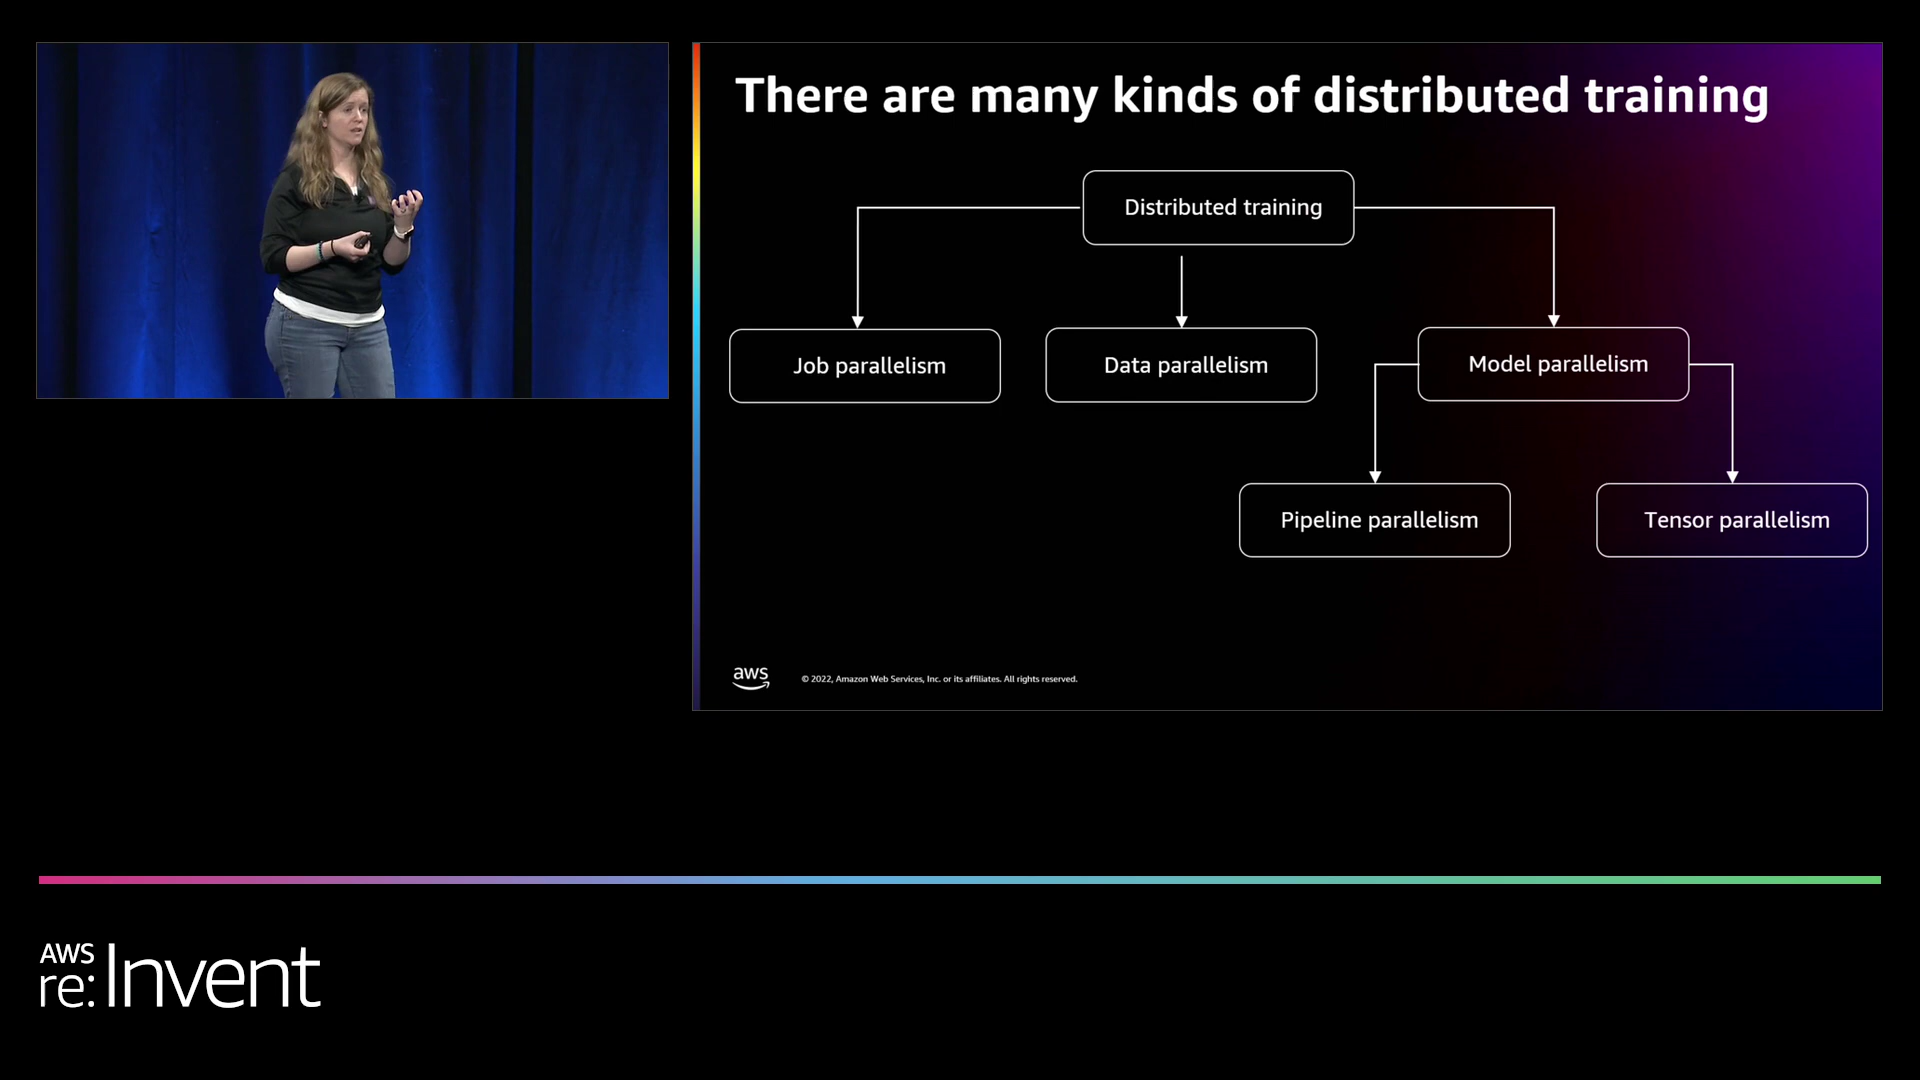 There are many kinds of distributed training
Distributed training
Job parallelism
Data parallelism
Model parallelism
Pipeline parallelism
Tensor parallelism
aws
© 2022, Amazon Web Services, Inc. or its affiliates. All rights reserved.
AWS
re:Invent